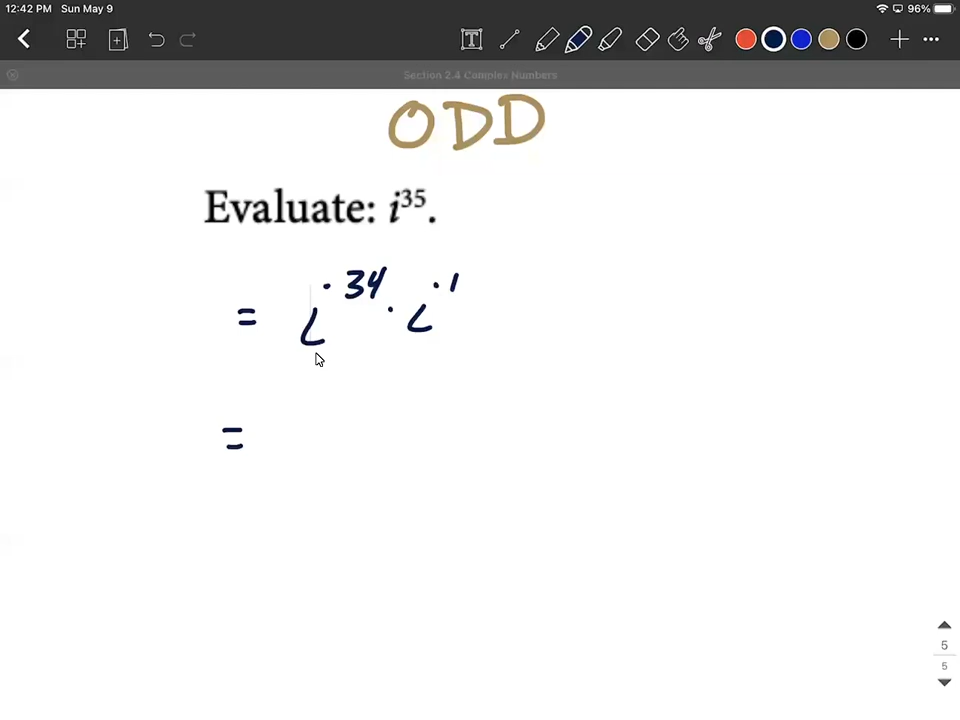 12:42 PM Sun May 9 96%
Section 2.4 Complex Numbers
ODD
Evaluate: i³⁵.
= i³⁴ · i¹
=
5
5